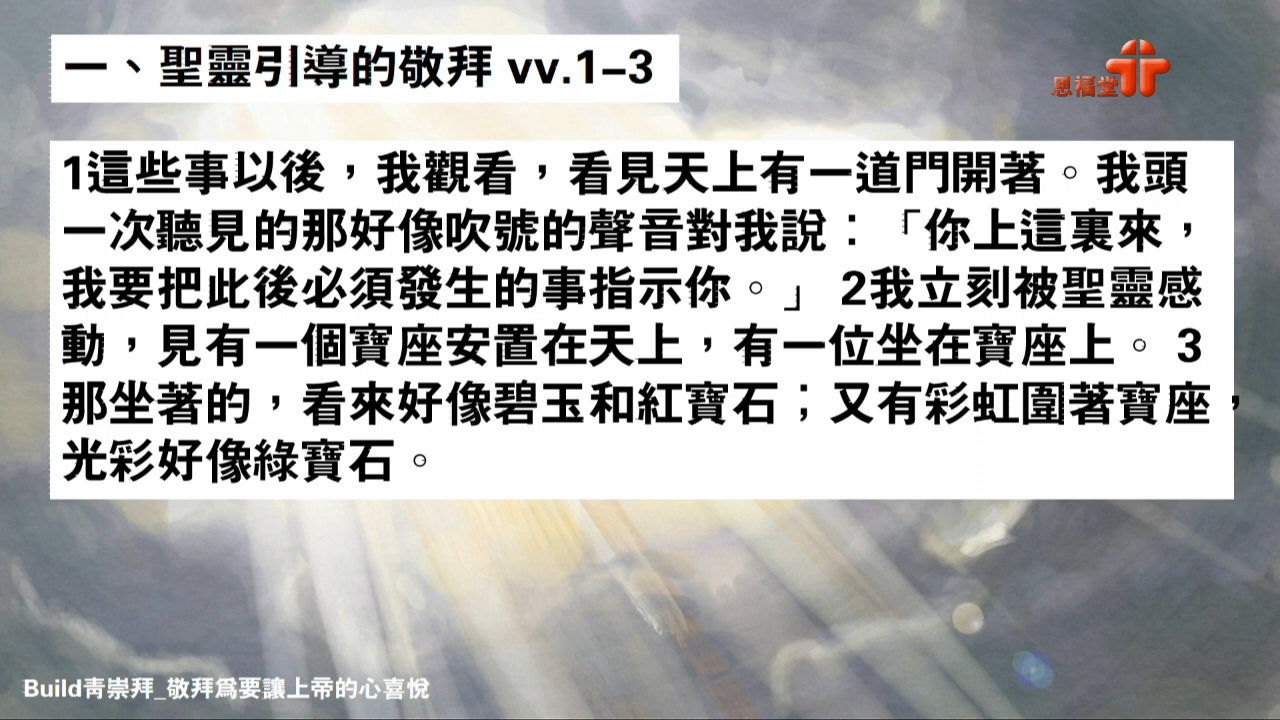 一、聖靈引導的敬拜 vv.1–3
恩福堂
1這些事以後，我觀看，看見天上有一道門開著。我頭
一次聽見的那好像吹號的聲音對我說：「你上這裏來，
我要把此後必須發生的事指示你。」 2我立刻被聖靈感
動，見有一個寶座安置在天上，有一位坐在寶座上。 3
那坐著的，看來好像碧玉和紅寶石；又有彩虹圍著寶座，
光彩好像綠寶石。
Build青崇拜_敬拜為要讓上帝的心喜悅